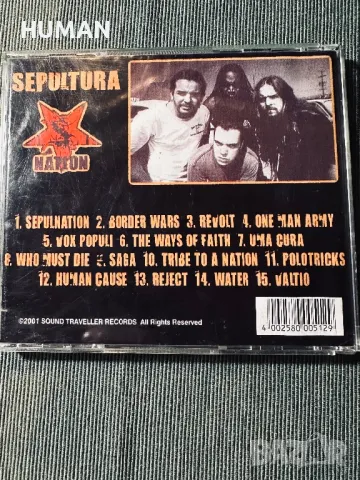 HUMAN
SEPULTURA
NATION
1. SEPULNATION 2. BORDER WARS 3. REVOLT 4. ONE MAN ARMY
5. VOX POPULI 6. THE WAYS OF FAITH 7. UMA CURA
8. WHO MUST DIE 9. SAGA 10. TRIBE TO A NATION 11. POLOTRICKS
12. HUMAN CAUSE 13. REJECT 14. WATER 15. VALTIO
©2001 SOUND TRAVELLER RECORDS All Rights Reserved
4 002580 005129
BAZAR